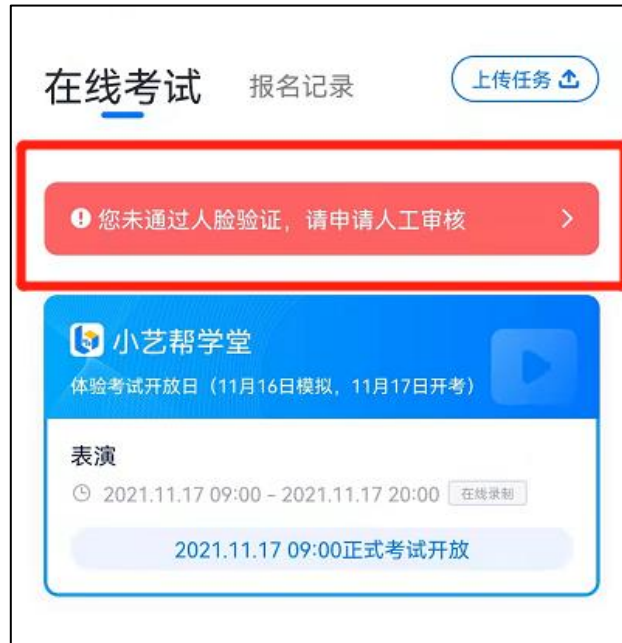 在线考试 报名记录 上传任务
您未通过人脸验证，请申请人工审核
小艺帮学堂
体验考试开放日（11月16日模拟，11月17日开考）
表演
2021.11.17 09:00 - 2021.11.17 20:00 在线录制
2021.11.17 09:00正式考试开放